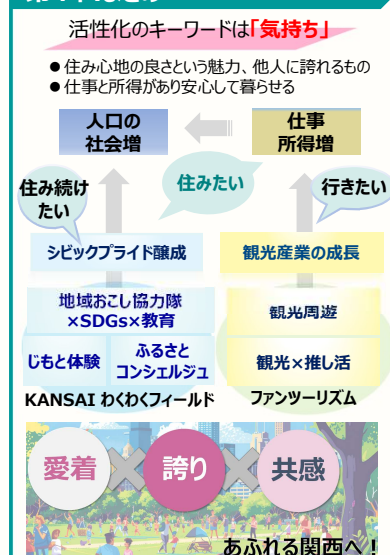 活性化のキーワードは「気持ち」
●住み心地の良さという魅力、他人に誇れるもの
●仕事と所得があり安心して暮らせる
人口の
社会増
仕事
所得増
住み続け
たい
住みたい
行きたい
シビックプライド醸成
観光産業の成長
地域おこし協力隊
×SDGs×教育
観光周遊
じもと体験
ふるさと
コンシェルジュ
観光×推し活
KANSAI わくわくフィールド
ファンツーリズム
愛着
誇り
共感
あふれる関西へ！